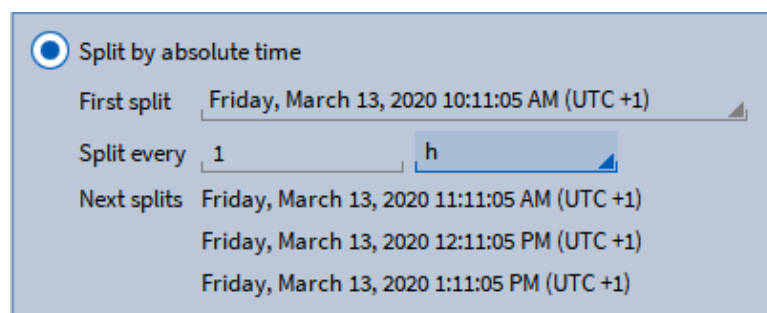 Split by absolute time
First split Friday, March 13, 2020 10:11:05 AM (UTC +1)
Split every 1 h
Next splits Friday, March 13, 2020 11:11:05 AM (UTC +1)
Friday, March 13, 2020 12:11:05 PM (UTC +1)
Friday, March 13, 2020 1:11:05 PM (UTC +1)